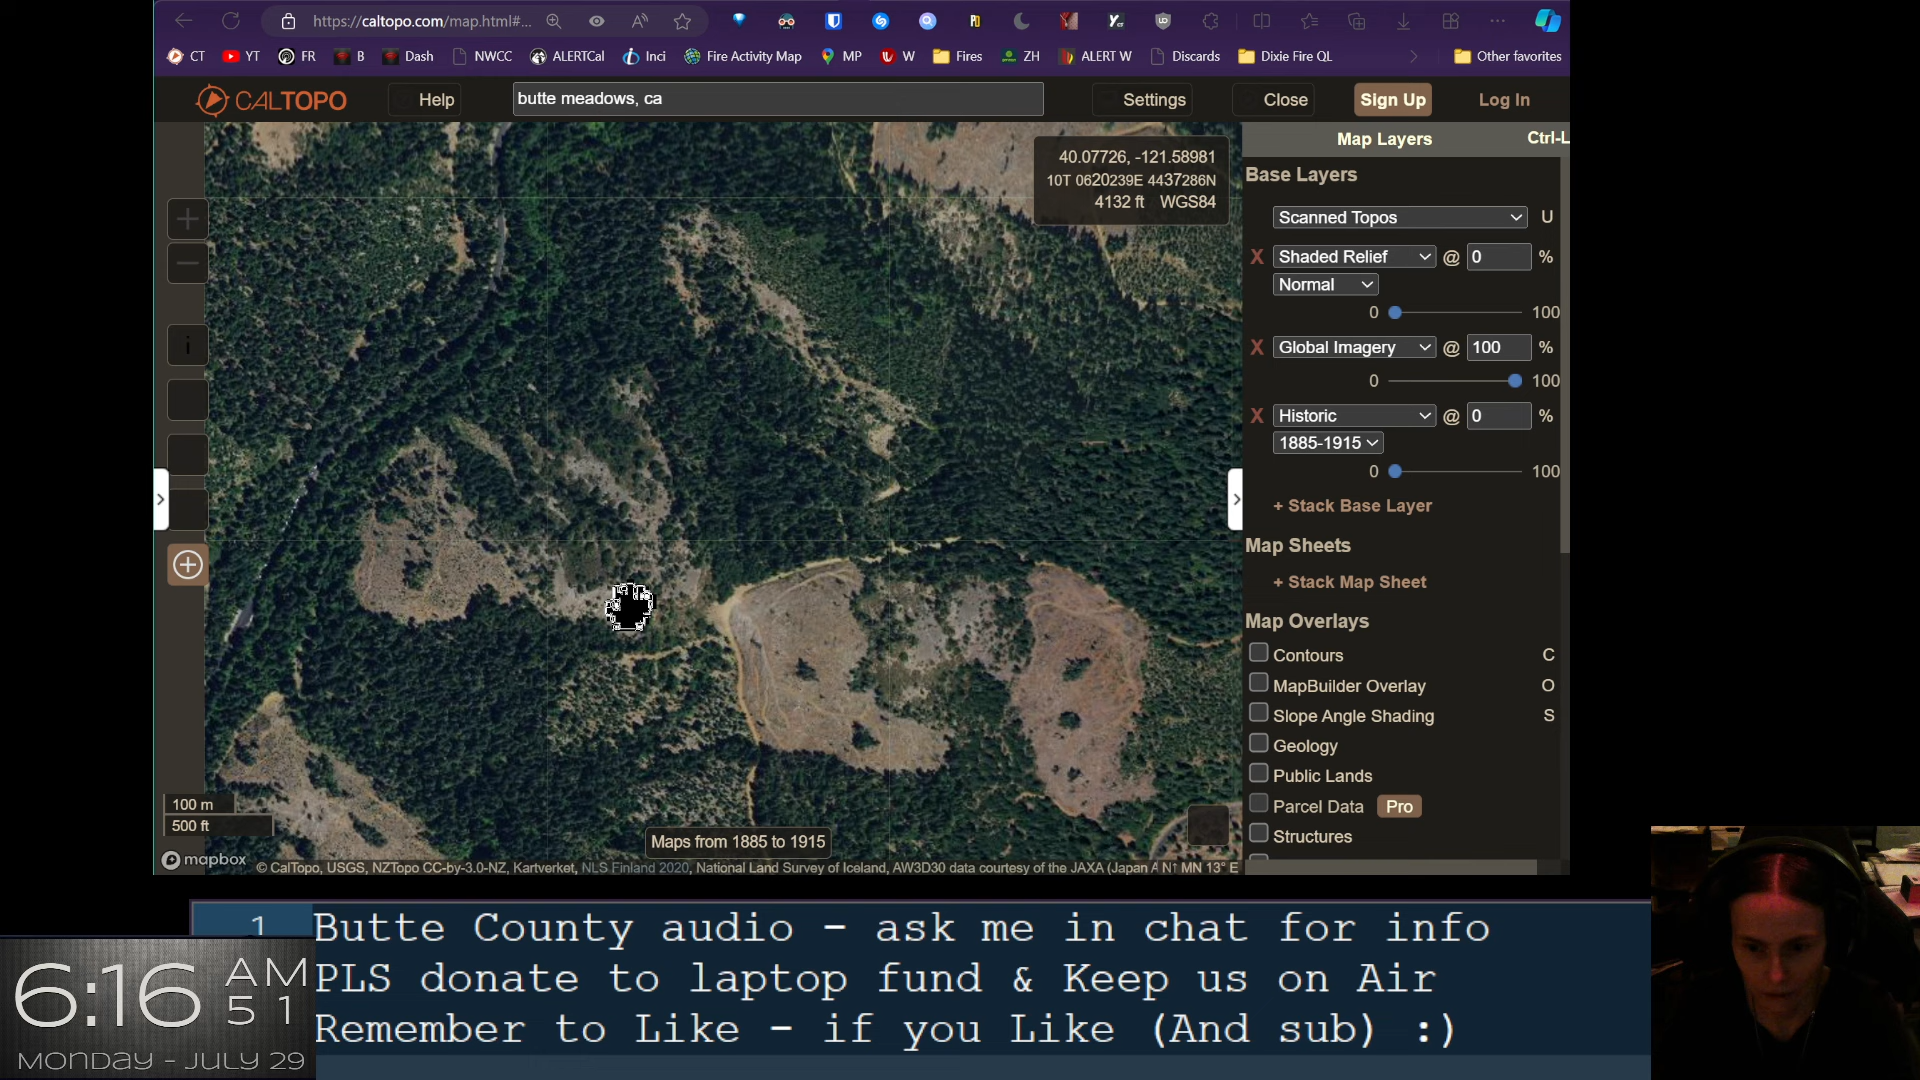 https://caltopo.com/map.html#...
CT
YT
FR
B
Dash
NWCC
ALERTCal
Inci
Fire Activity Map
MP
W
Fires
ZH
ALERT W
Discards
Dixie Fire QL
Other favorites
CALTOPO
Help
butte meadows, ca
Settings
Close
Sign Up
Log In
40.07726, -121.58981
10T 0620239E 4437286N
4132 ft WGS84
Map Layers
Ctrl-L
Base Layers
Scanned Topos
U
X Shaded Relief @ 0 %
Normal
0 100
X Global Imagery @ 100 %
0 100
X Historic @ 0 %
1885-1915
0 100
+ Stack Base Layer
Map Sheets
+ Stack Map Sheet
Map Overlays
Contours C
MapBuilder Overlay O
Slope Angle Shading S
Geology
Public Lands
Parcel Data Pro
Structures
100 m
500 ft
Maps from 1885 to 1915
mapbox
© CalTopo, USGS, NZTopo CC-by-3.0-NZ, Kartverket, NLS Finland 2020, National Land Survey of Iceland, AW3D30 data courtesy of the JAXA (Japan A
N↑ MN 13° E
1 Butte County audio - ask me in chat for info
PLS donate to laptop fund & Keep us on Air
Remember to Like - if you Like (And sub) :)
6:16 AM
51
MONDAY - JULY 29